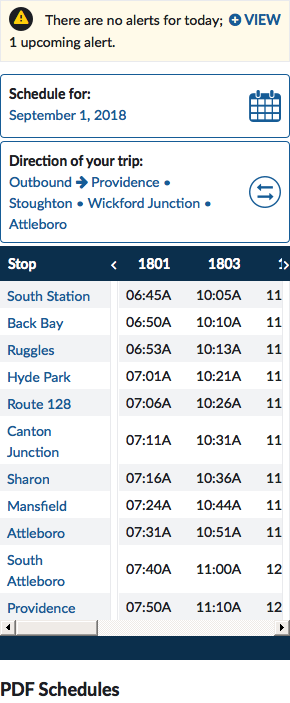 There are no alerts for today; VIEW
1 upcoming alert.
Schedule for:
September 1, 2018
Direction of your trip:
Outbound → Providence •
Stoughton • Wickford Junction •
Attleboro
Stop 1801 1803
South Station 06:45A 10:05A 11
Back Bay 06:50A 10:10A 11
Ruggles 06:53A 10:13A 11
Hyde Park 07:01A 10:21A 11
Route 128 07:06A 10:26A 11
Canton
Junction 07:11A 10:31A 11
Sharon 07:16A 10:36A 11
Mansfield 07:24A 10:44A 11
Attleboro 07:31A 10:51A 11
South
Attleboro 07:40A 11:00A 12
Providence 07:50A 11:10A 12
PDF Schedules